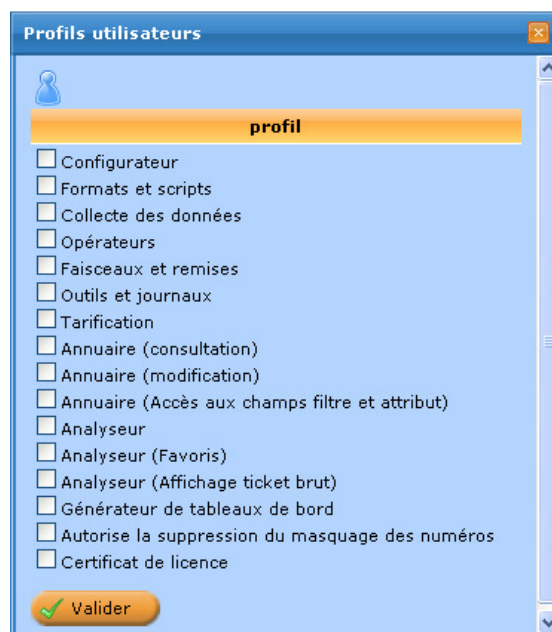 Profils utilisateurs
profil
Configurateur
Formats et scripts
Collecte des données
Opérateurs
Faisceaux et remises
Outils et journaux
Tarification
Annuaire (consultation)
Annuaire (modification)
Annuaire (Accès aux champs filtre et attribut)
Analyseur
Analyseur (Favoris)
Analyseur (Affichage ticket brut)
Générateur de tableaux de bord
Autorise la suppression du masquage des numéros
Certificat de licence
Valider